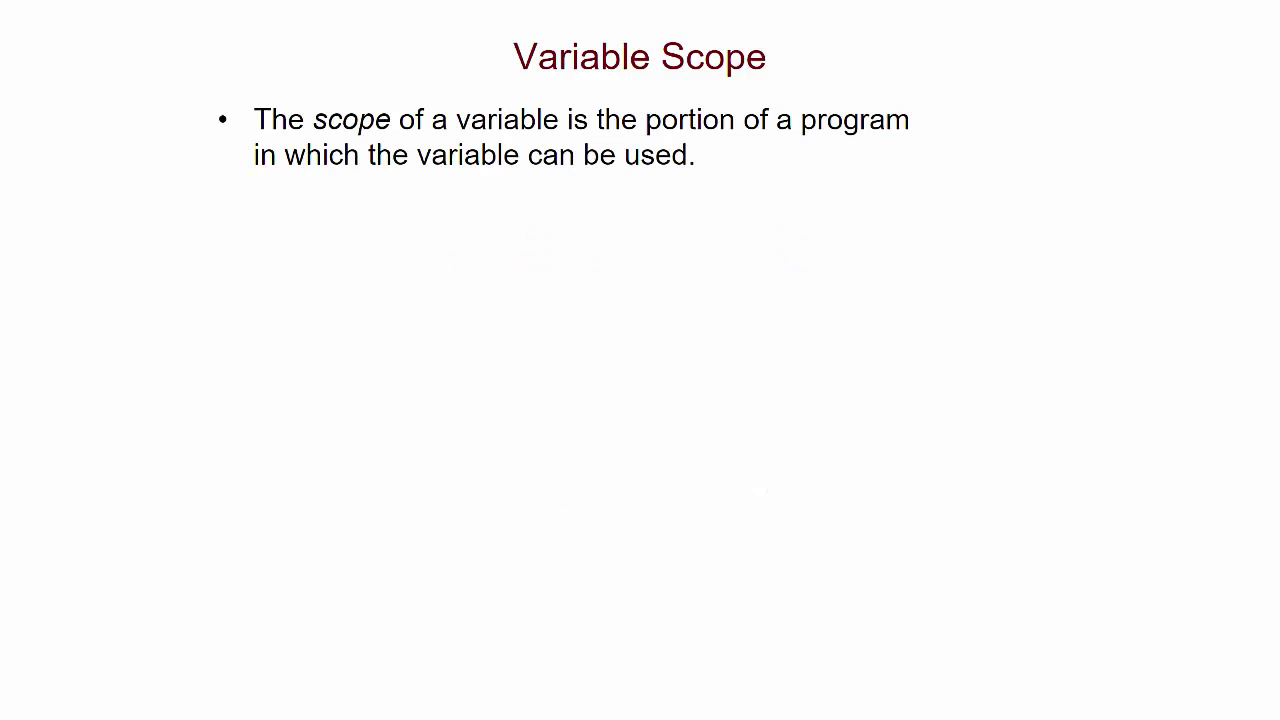 Variable Scope
• The scope of a variable is the portion of a program
in which the variable can be used.